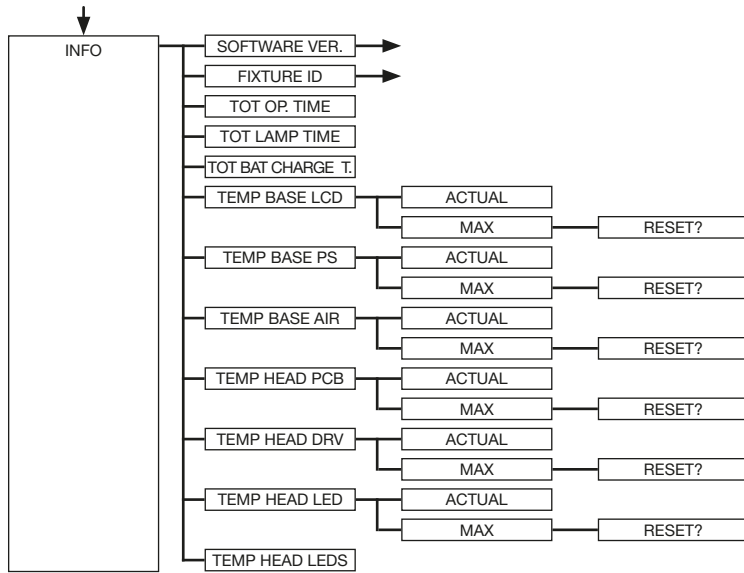 INFO
SOFTWARE VER.
FIXTURE ID
TOT OP. TIME
TOT LAMP TIME
TOT BAT CHARGE T.
TEMP BASE LCD ACTUAL
MAX RESET?
TEMP BASE PS ACTUAL
MAX RESET?
TEMP BASE AIR ACTUAL
MAX RESET?
TEMP HEAD PCB ACTUAL
MAX RESET?
TEMP HEAD DRV ACTUAL
MAX RESET?
TEMP HEAD LED ACTUAL
MAX RESET?
TEMP HEAD LEDS